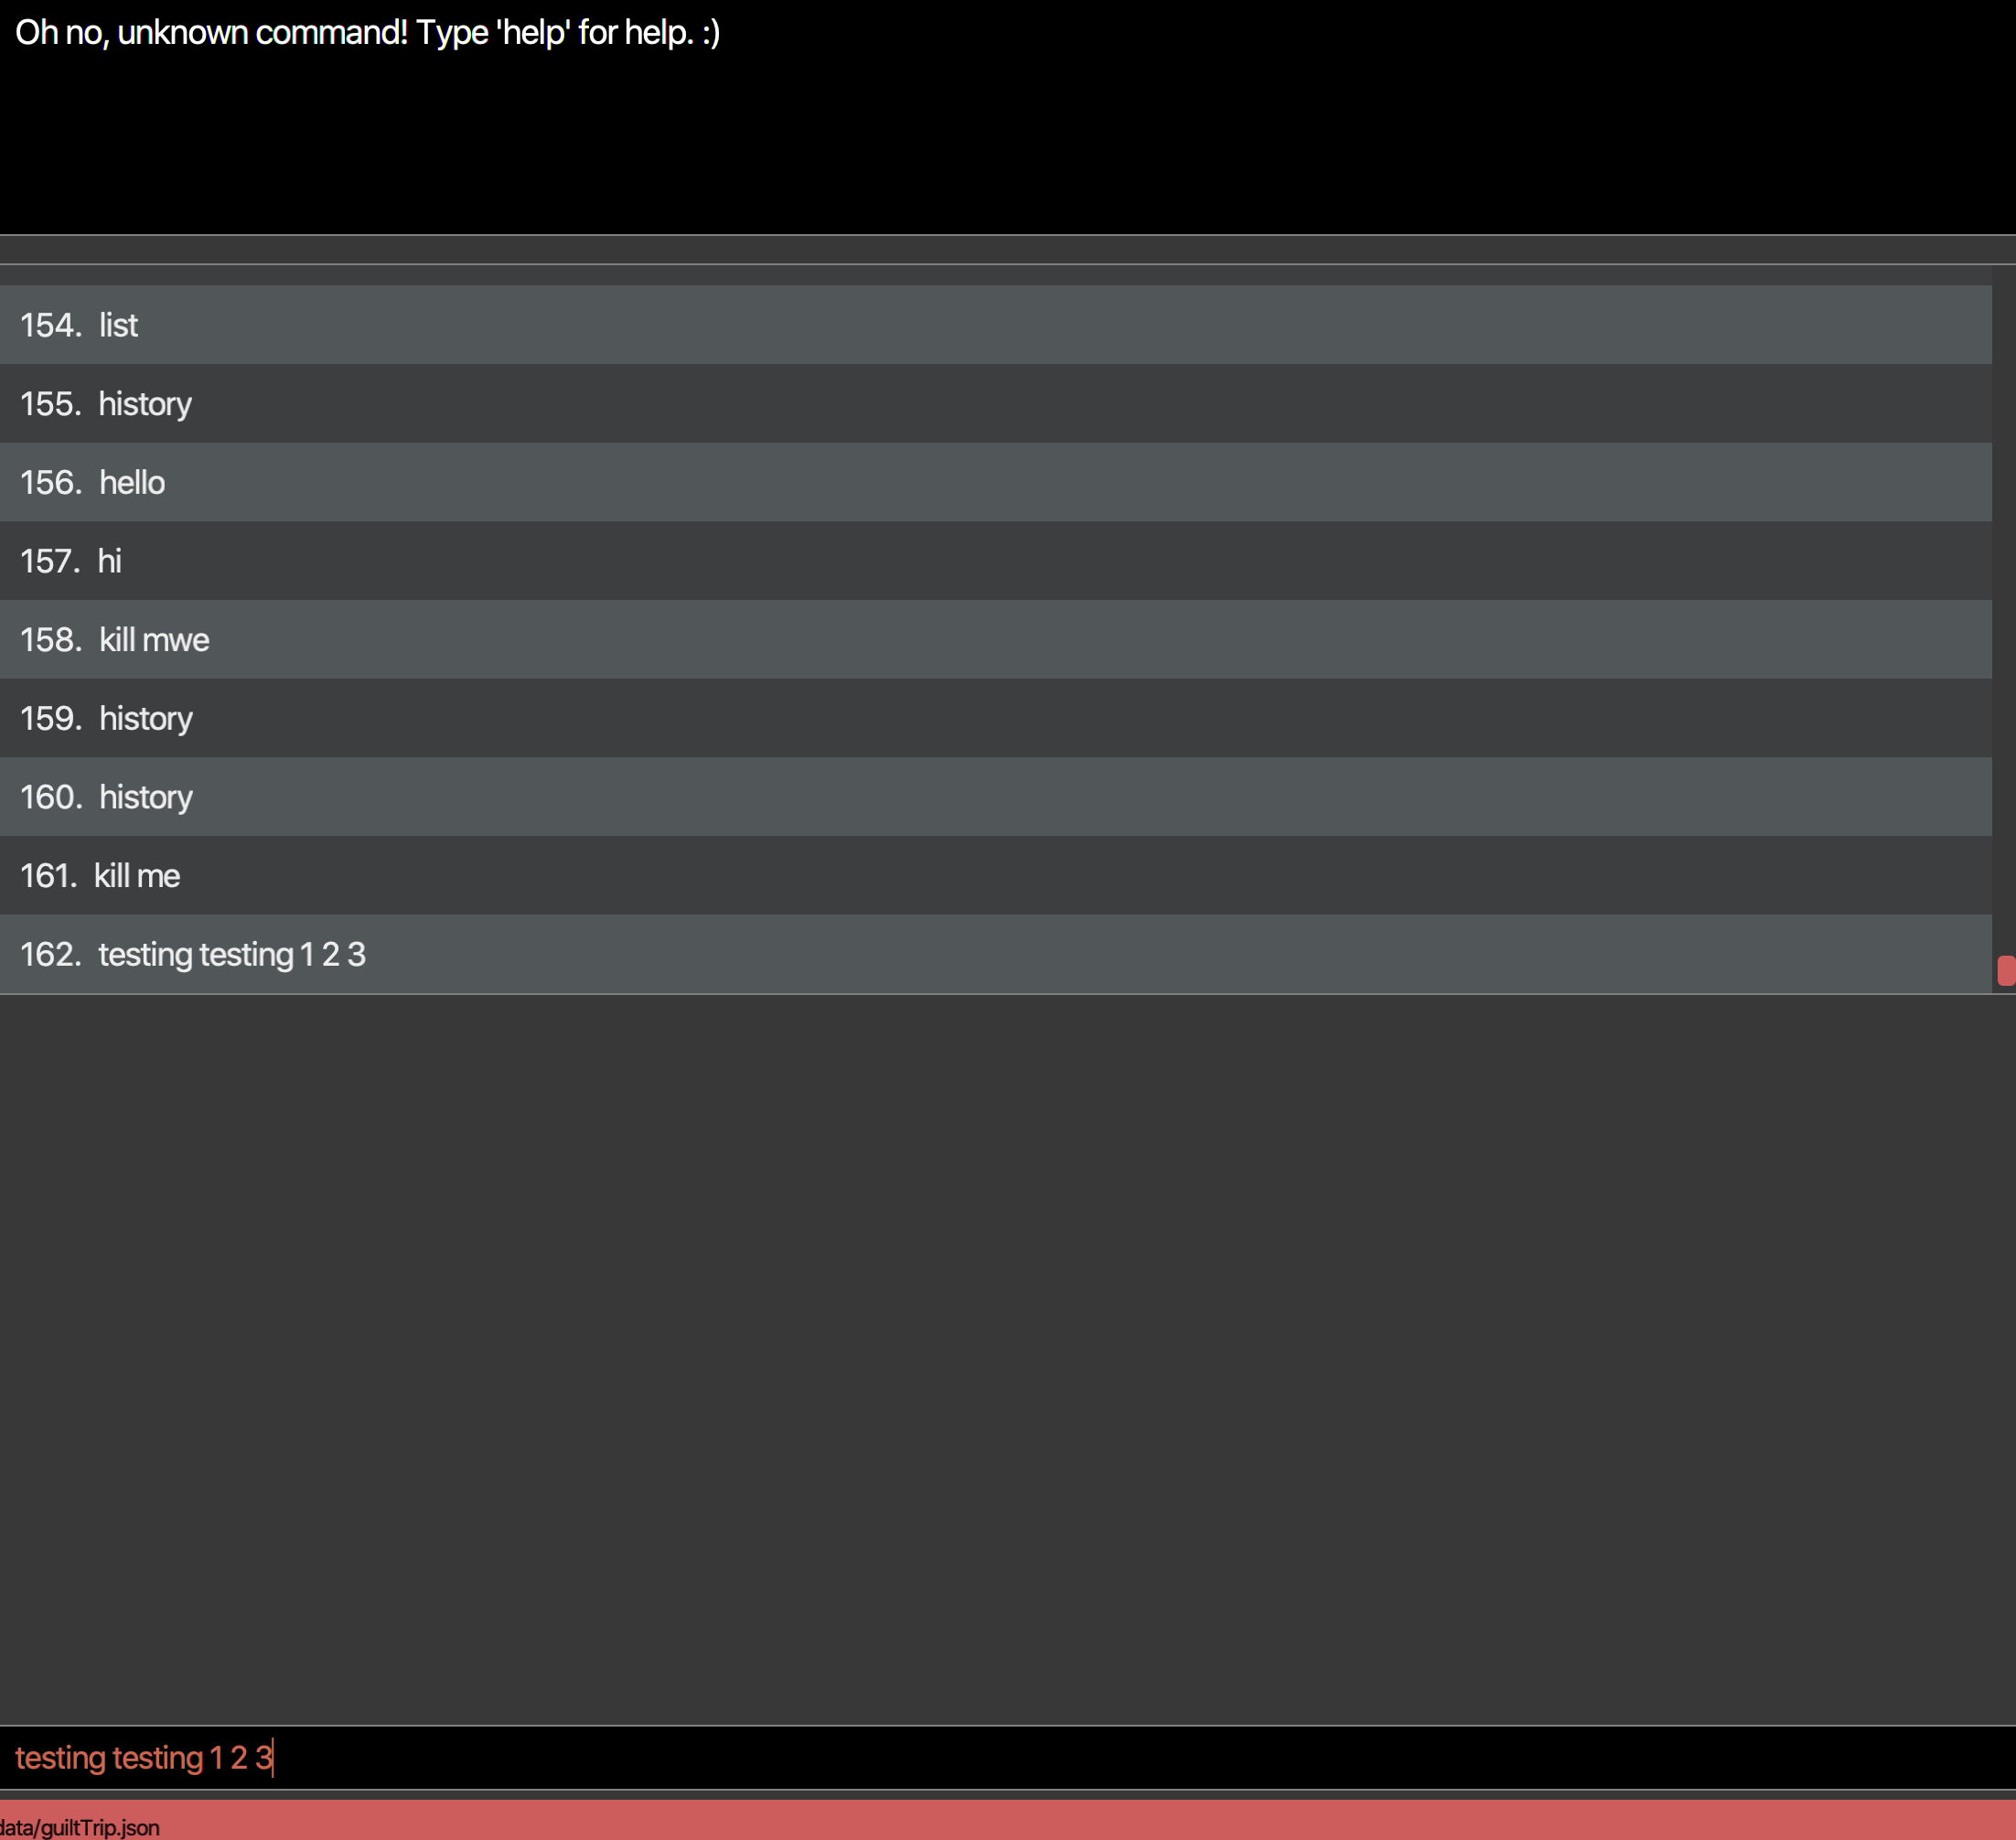 Oh no, unknown command! Type 'help' for help. :)
154. list
155. history
156. hello
157. hi
158. kill mwe
159. history
160. history
161. kill me
162. testing testing 1 2 3
testing testing 1 2 3
data/guiltTrip.json